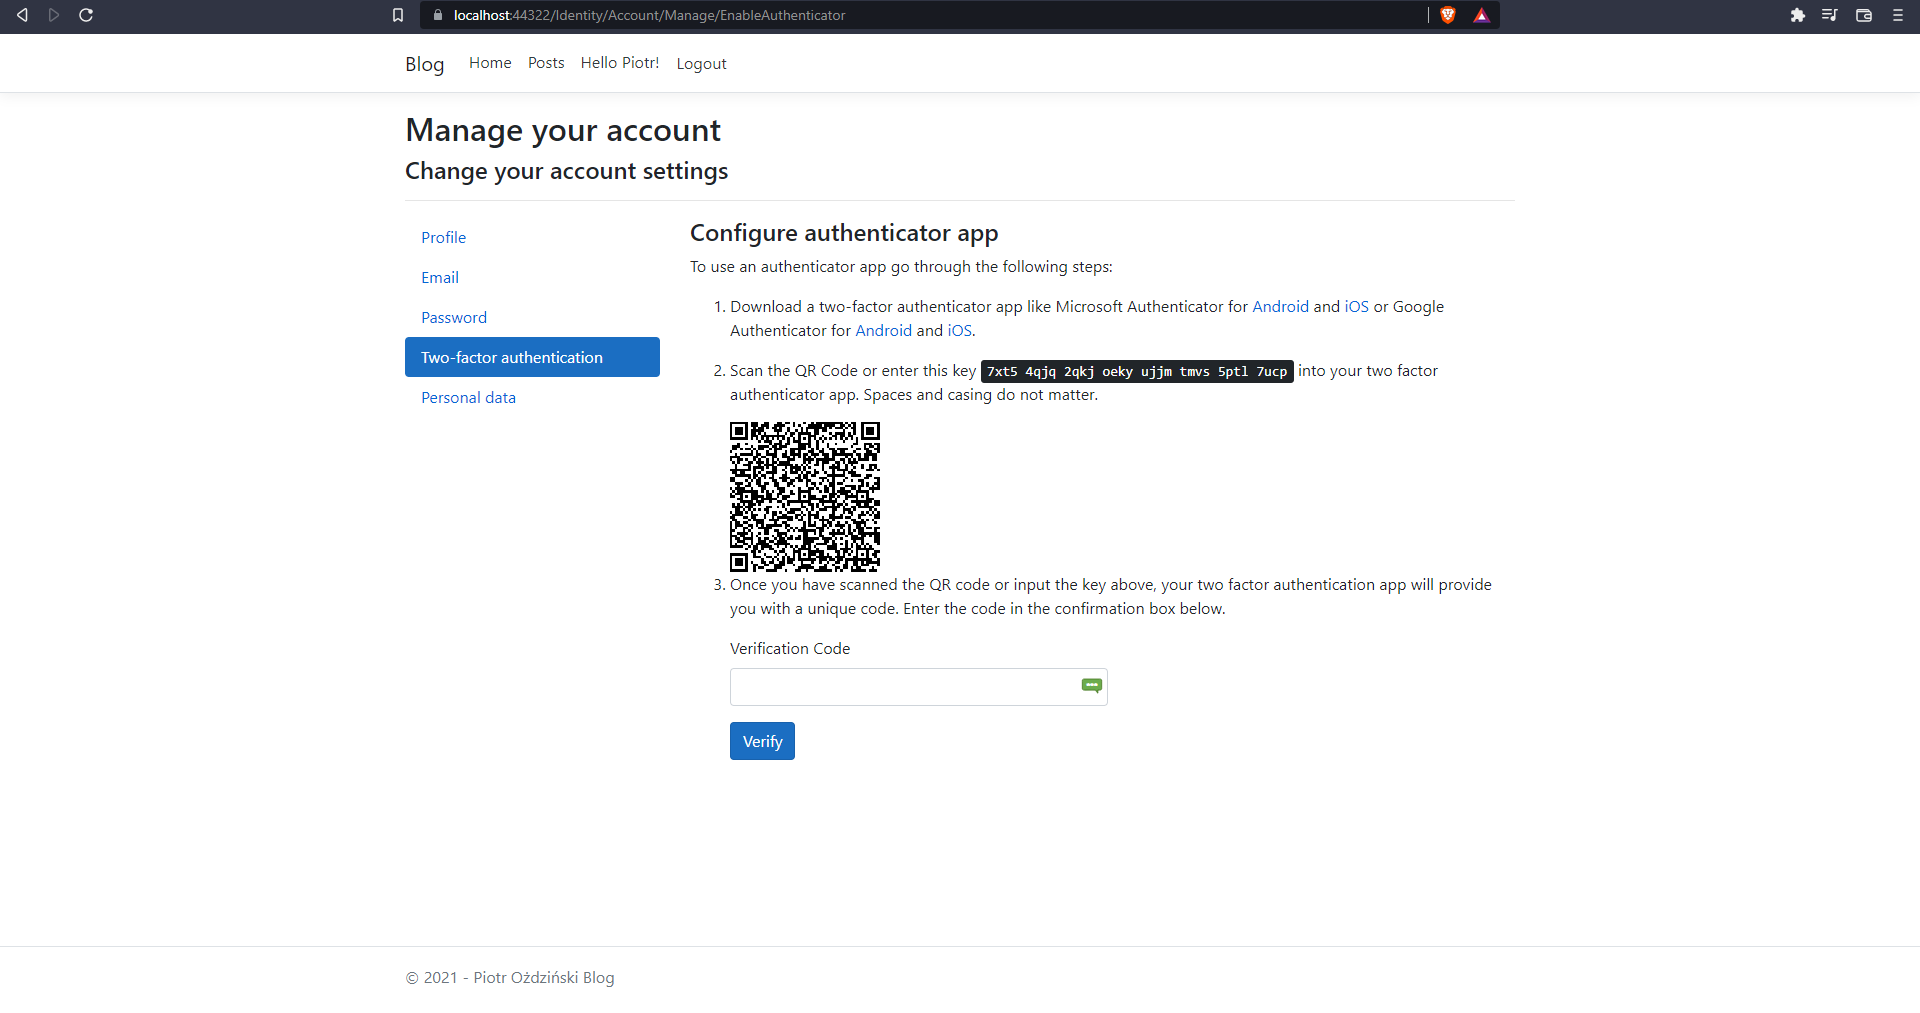 localhost:44322/Identity/Account/Manage/EnableAuthenticator
Blog Home Posts Hello Piotr! Logout
Manage your account
Change your account settings
Profile
Email
Password
Two-factor authentication
Personal data
Configure authenticator app
To use an authenticator app go through the following steps:
1. Download a two-factor authenticator app like Microsoft Authenticator for Android and iOS or Google
Authenticator for Android and iOS.
2. Scan the QR Code or enter this key 7xt5 4qjq 2qkj oeky ujjm tmvs 5ptl 7ucp into your two factor
authenticator app. Spaces and casing do not matter.
3. Once you have scanned the QR code or input the key above, your two factor authentication app will provide
you with a unique code. Enter the code in the confirmation box below.
Verification Code
Verify
© 2021 - Piotr Ożdziński Blog